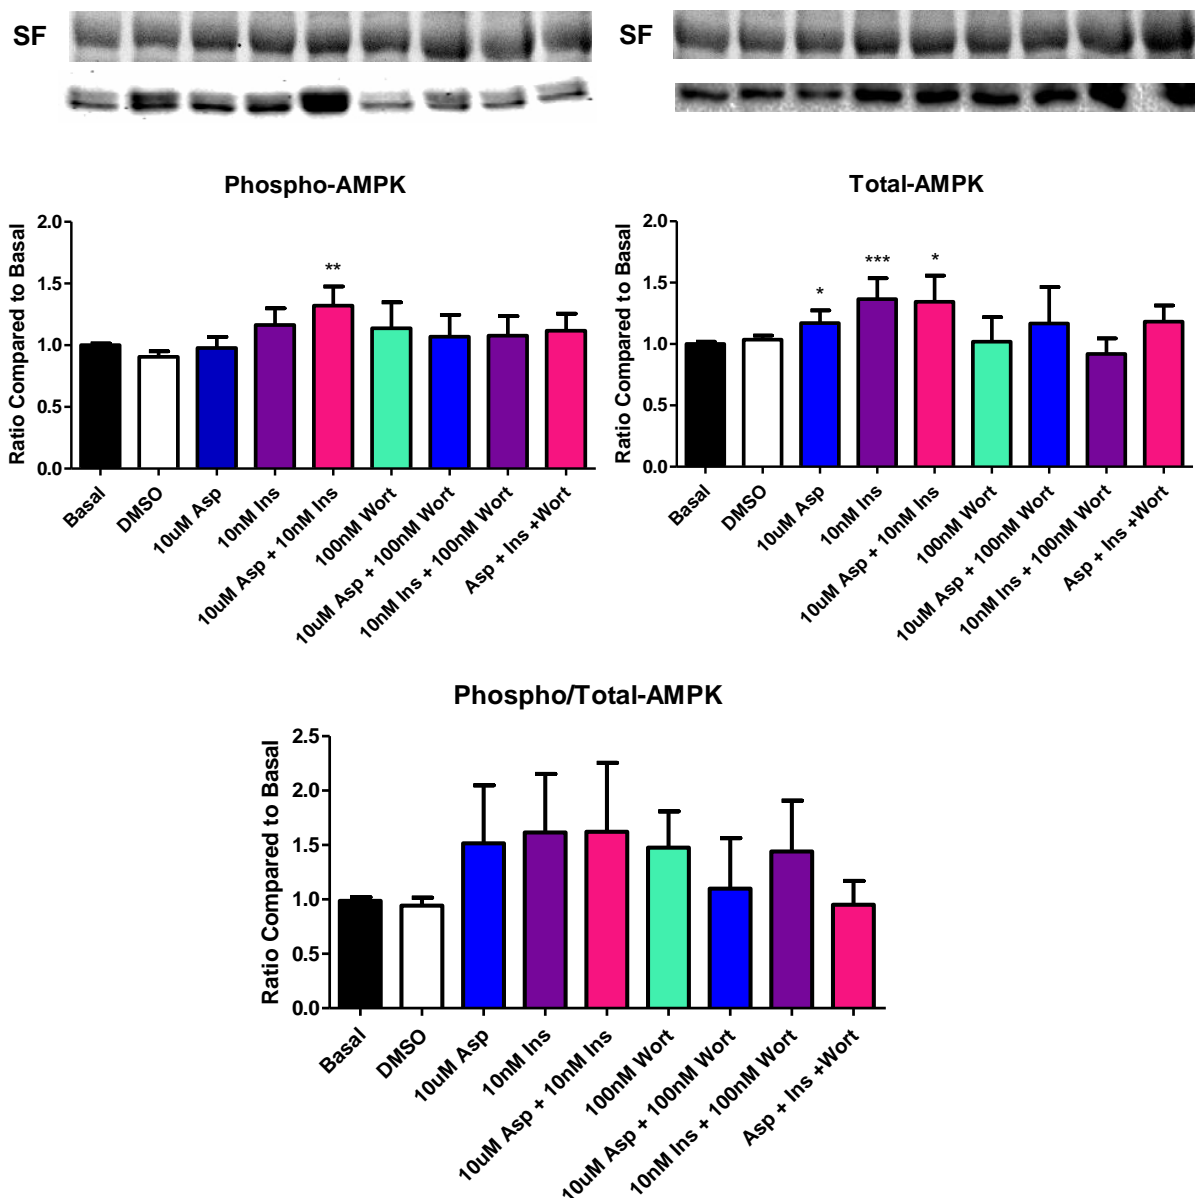 SF
SF
Phospho-AMPK
Ratio Compared to Basal
2.0
**
1.5
1.0
0.5
0.0
Basal
DMSO
10uM Asp
10nM Ins
10uM Asp + 10nM Ins
100nM Wort
10uM Asp + 100nM Wort
10nM Ins + 100nM Wort
Asp + Ins +Wort
Total-AMPK
Ratio Compared to Basal
2.0
*
***
*
1.5
1.0
0.5
0.0
Basal
DMSO
10uM Asp
10nM Ins
10uM Asp + 10nM Ins
100nM Wort
10uM Asp + 100nM Wort
10nM Ins + 100nM Wort
Asp + Ins +Wort
Phospho/Total-AMPK
Ratio Compared to Basal
2.5
2.0
1.5
1.0
0.5
0.0
Basal
DMSO
10uM Asp
10nM Ins
10uM Asp + 10nM Ins
100nM Wort
10uM Asp + 100nM Wort
10nM Ins + 100nM Wort
Asp + Ins +Wort